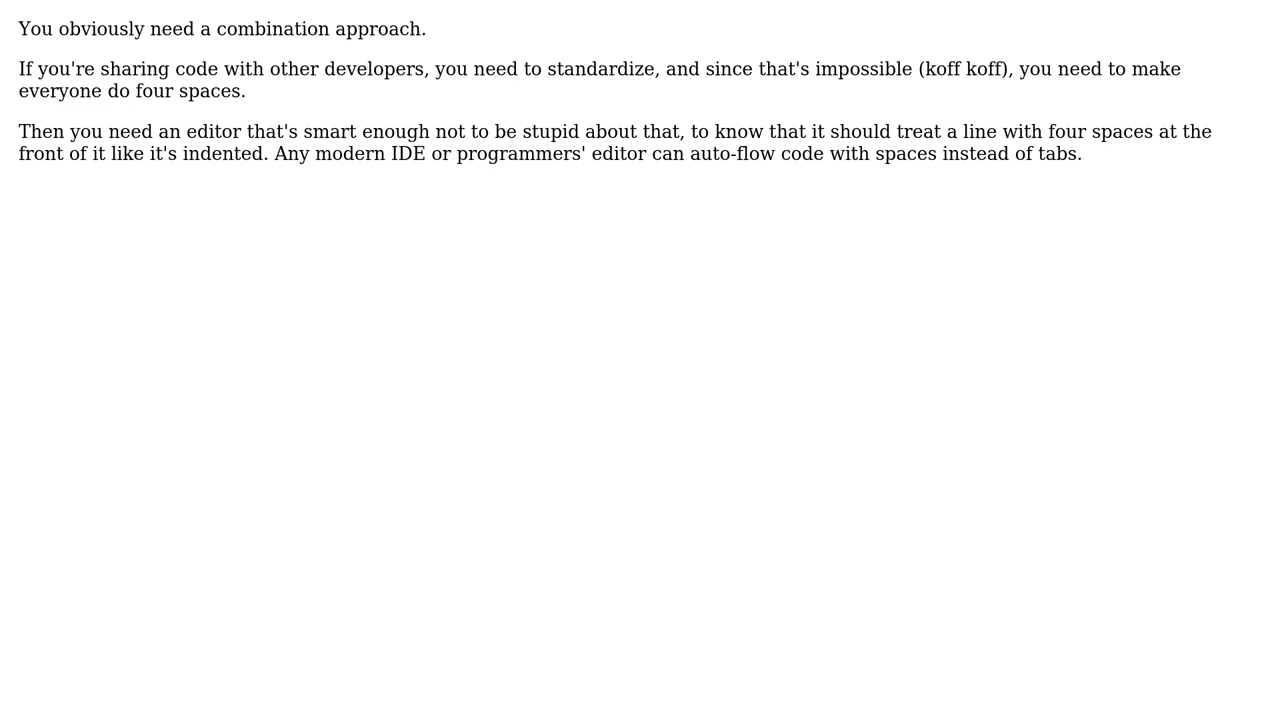 You obviously need a combination approach.
If you're sharing code with other developers, you need to standardize, and since that's impossible (koff koff), you need to make
everyone do four spaces.
Then you need an editor that's smart enough not to be stupid about that, to know that it should treat a line with four spaces at the
front of it like it's indented. Any modern IDE or programmers' editor can auto-flow code with spaces instead of tabs.